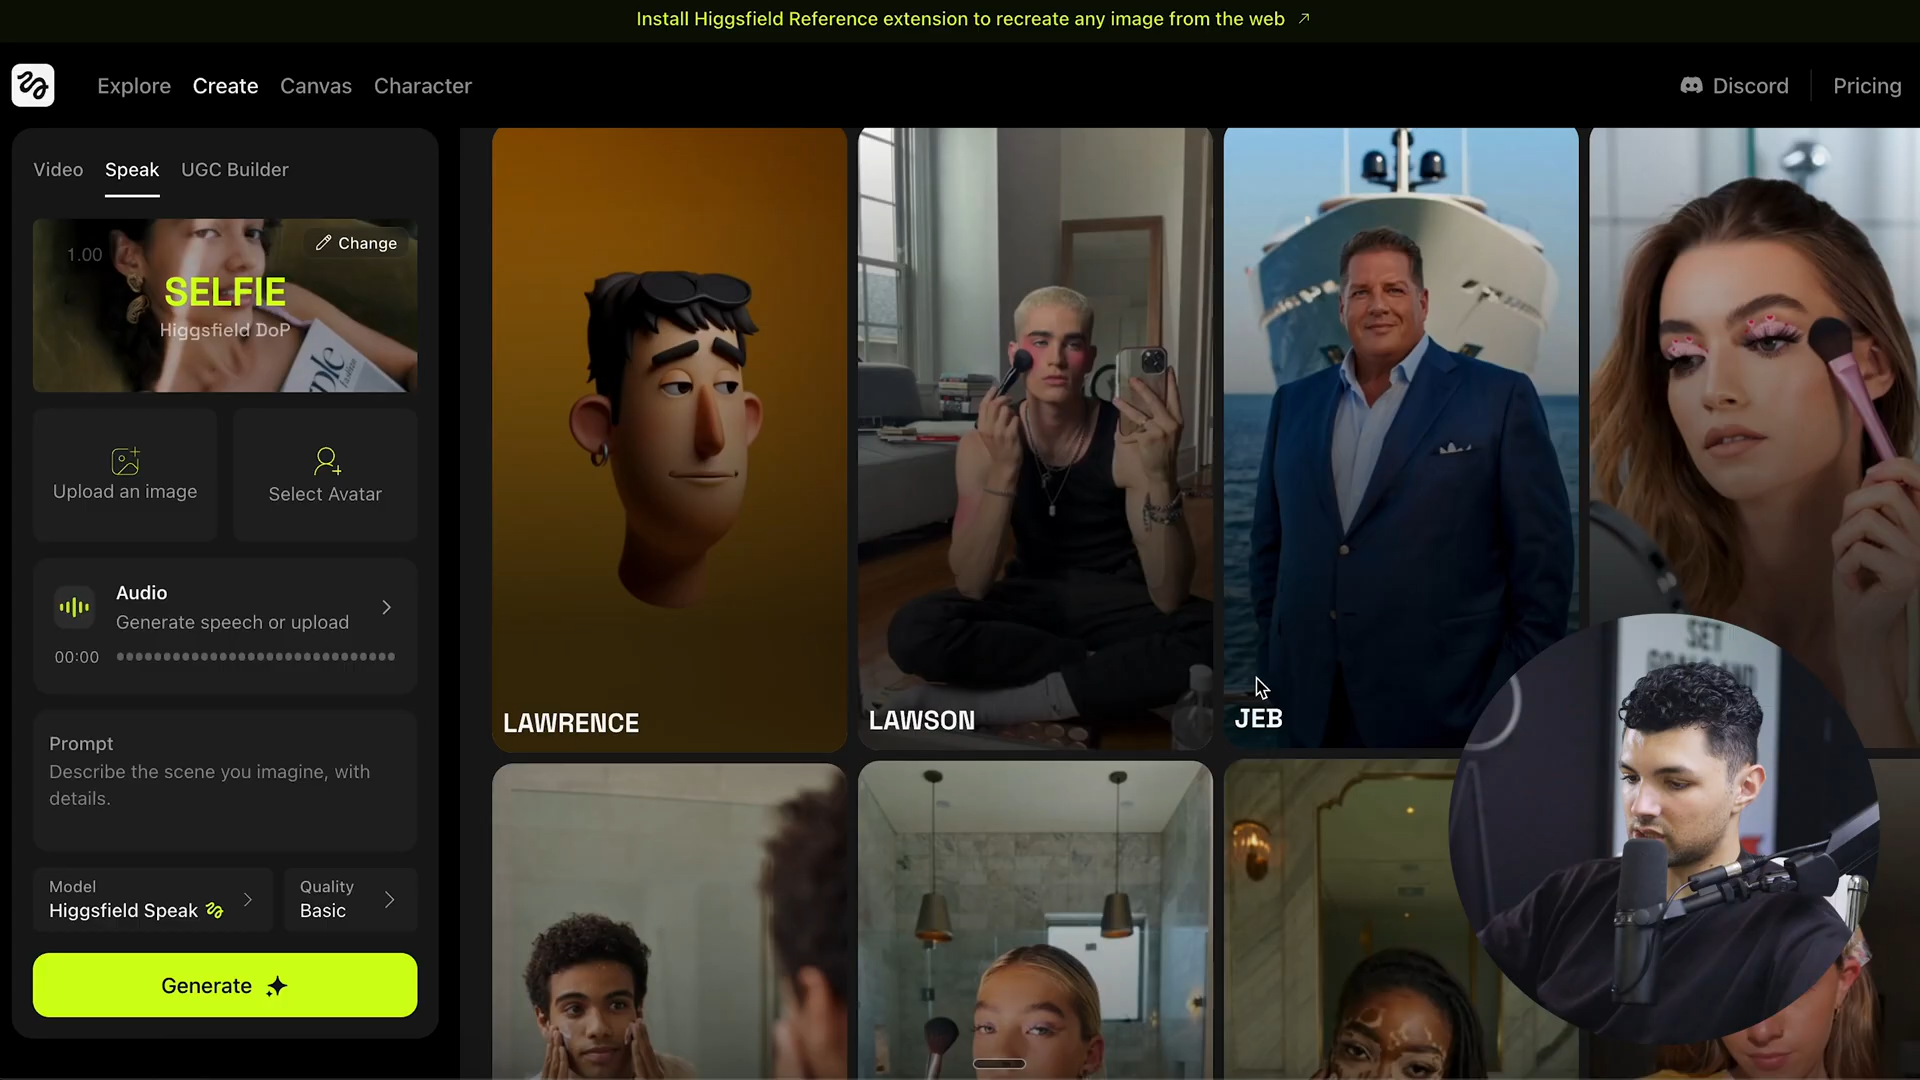 Install Higgsfield Reference extension to recreate any image from the web ↗
Explore
Create
Canvas
Character
Discord
Pricing
Video
Speak
UGC Builder
1.00
Change
SELFIE
Higgsfield DoP
Upload an image
Select Avatar
Audio
Generate speech or upload
00:00
Prompt
Describe the scene you imagine, with
details.
Model
Higgsfield Speak
Quality
Basic
Generate
LAWRENCE
LAWSON
JEB
SET